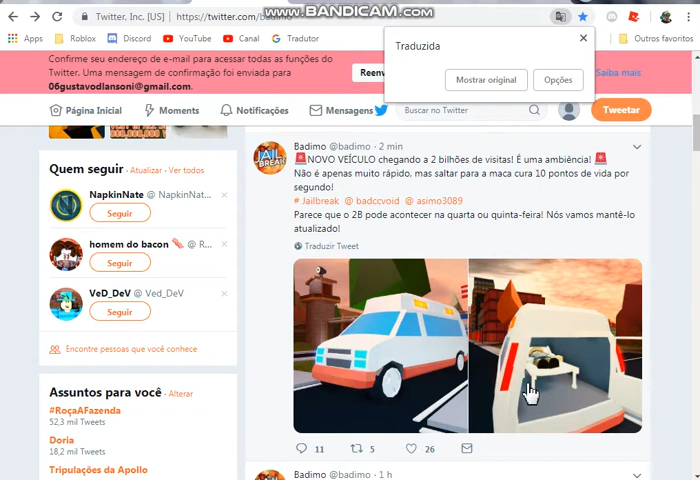 www.BANDICAM.com
Twitter, Inc. [US] https://twitter.com/badimo
Apps Roblox Discord YouTube Canal Tradutor Outros favoritos
Traduzida
Mostrar original Opções
Confirme seu endereço de e-mail para acessar todas as funções do
Twitter. Uma mensagem de confirmação foi enviada para
06gustavodlansoni@gmail.com.
Reenv
Saiba mais
Página Inicial Moments Notificações Mensagens Buscar no Twitter Tweetar
Quem seguir · Atualizar · Ver todos
NapkinNate @ NapkinNat...
Seguir
homem do bacon @ R...
Seguir
VeD_DeV @ Ved_DeV
Seguir
Encontre pessoas que você conhece
Assuntos para você · Alterar
#RoçaAFazenda
52,3 mil Tweets
Doria
18,2 mil Tweets
Tripulações da Apollo
JAIL
BREAK
Badimo @badimo · 2 min
🚨NOVO VEÍCULO chegando a 2 bilhões de visitas! É uma ambiência! 🚨
Não é apenas muito rápido, mas saltar para a maca cura 10 pontos de vida por
segundo!
# Jailbreak @ badccvoid @ asimo3089
Parece que o 2B pode acontecer na quarta ou quinta-feira! Nós vamos mantê-lo
atualizado!
Traduzir Tweet
11 5 26
Badimo @badimo · 1 h